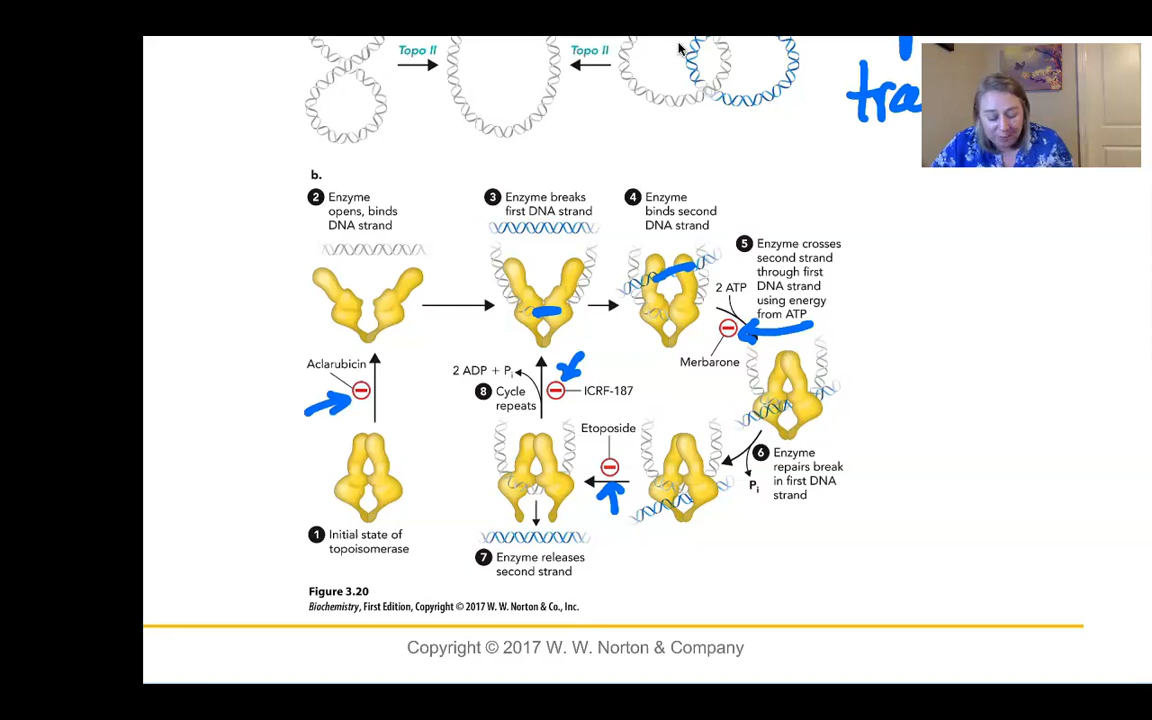 Topo II
Topo II
tra
b.
2 Enzyme
opens, binds
DNA strand
3 Enzyme breaks
first DNA strand
4 Enzyme
binds second
DNA strand
5 Enzyme crosses
second strand
through first
DNA strand
using energy
from ATP
2 ATP
Merbarone
Aclarubicin
2 ADP + Pi
8 Cycle
repeats
ICRF-187
Etoposide
6 Enzyme
repairs break
in first DNA
strand
Pi
1 Initial state of
topoisomerase
7 Enzyme releases
second strand
Figure 3.20
Biochemistry, First Edition, Copyright © 2017 W. W. Norton & Co., Inc.
Copyright © 2017 W. W. Norton & Company